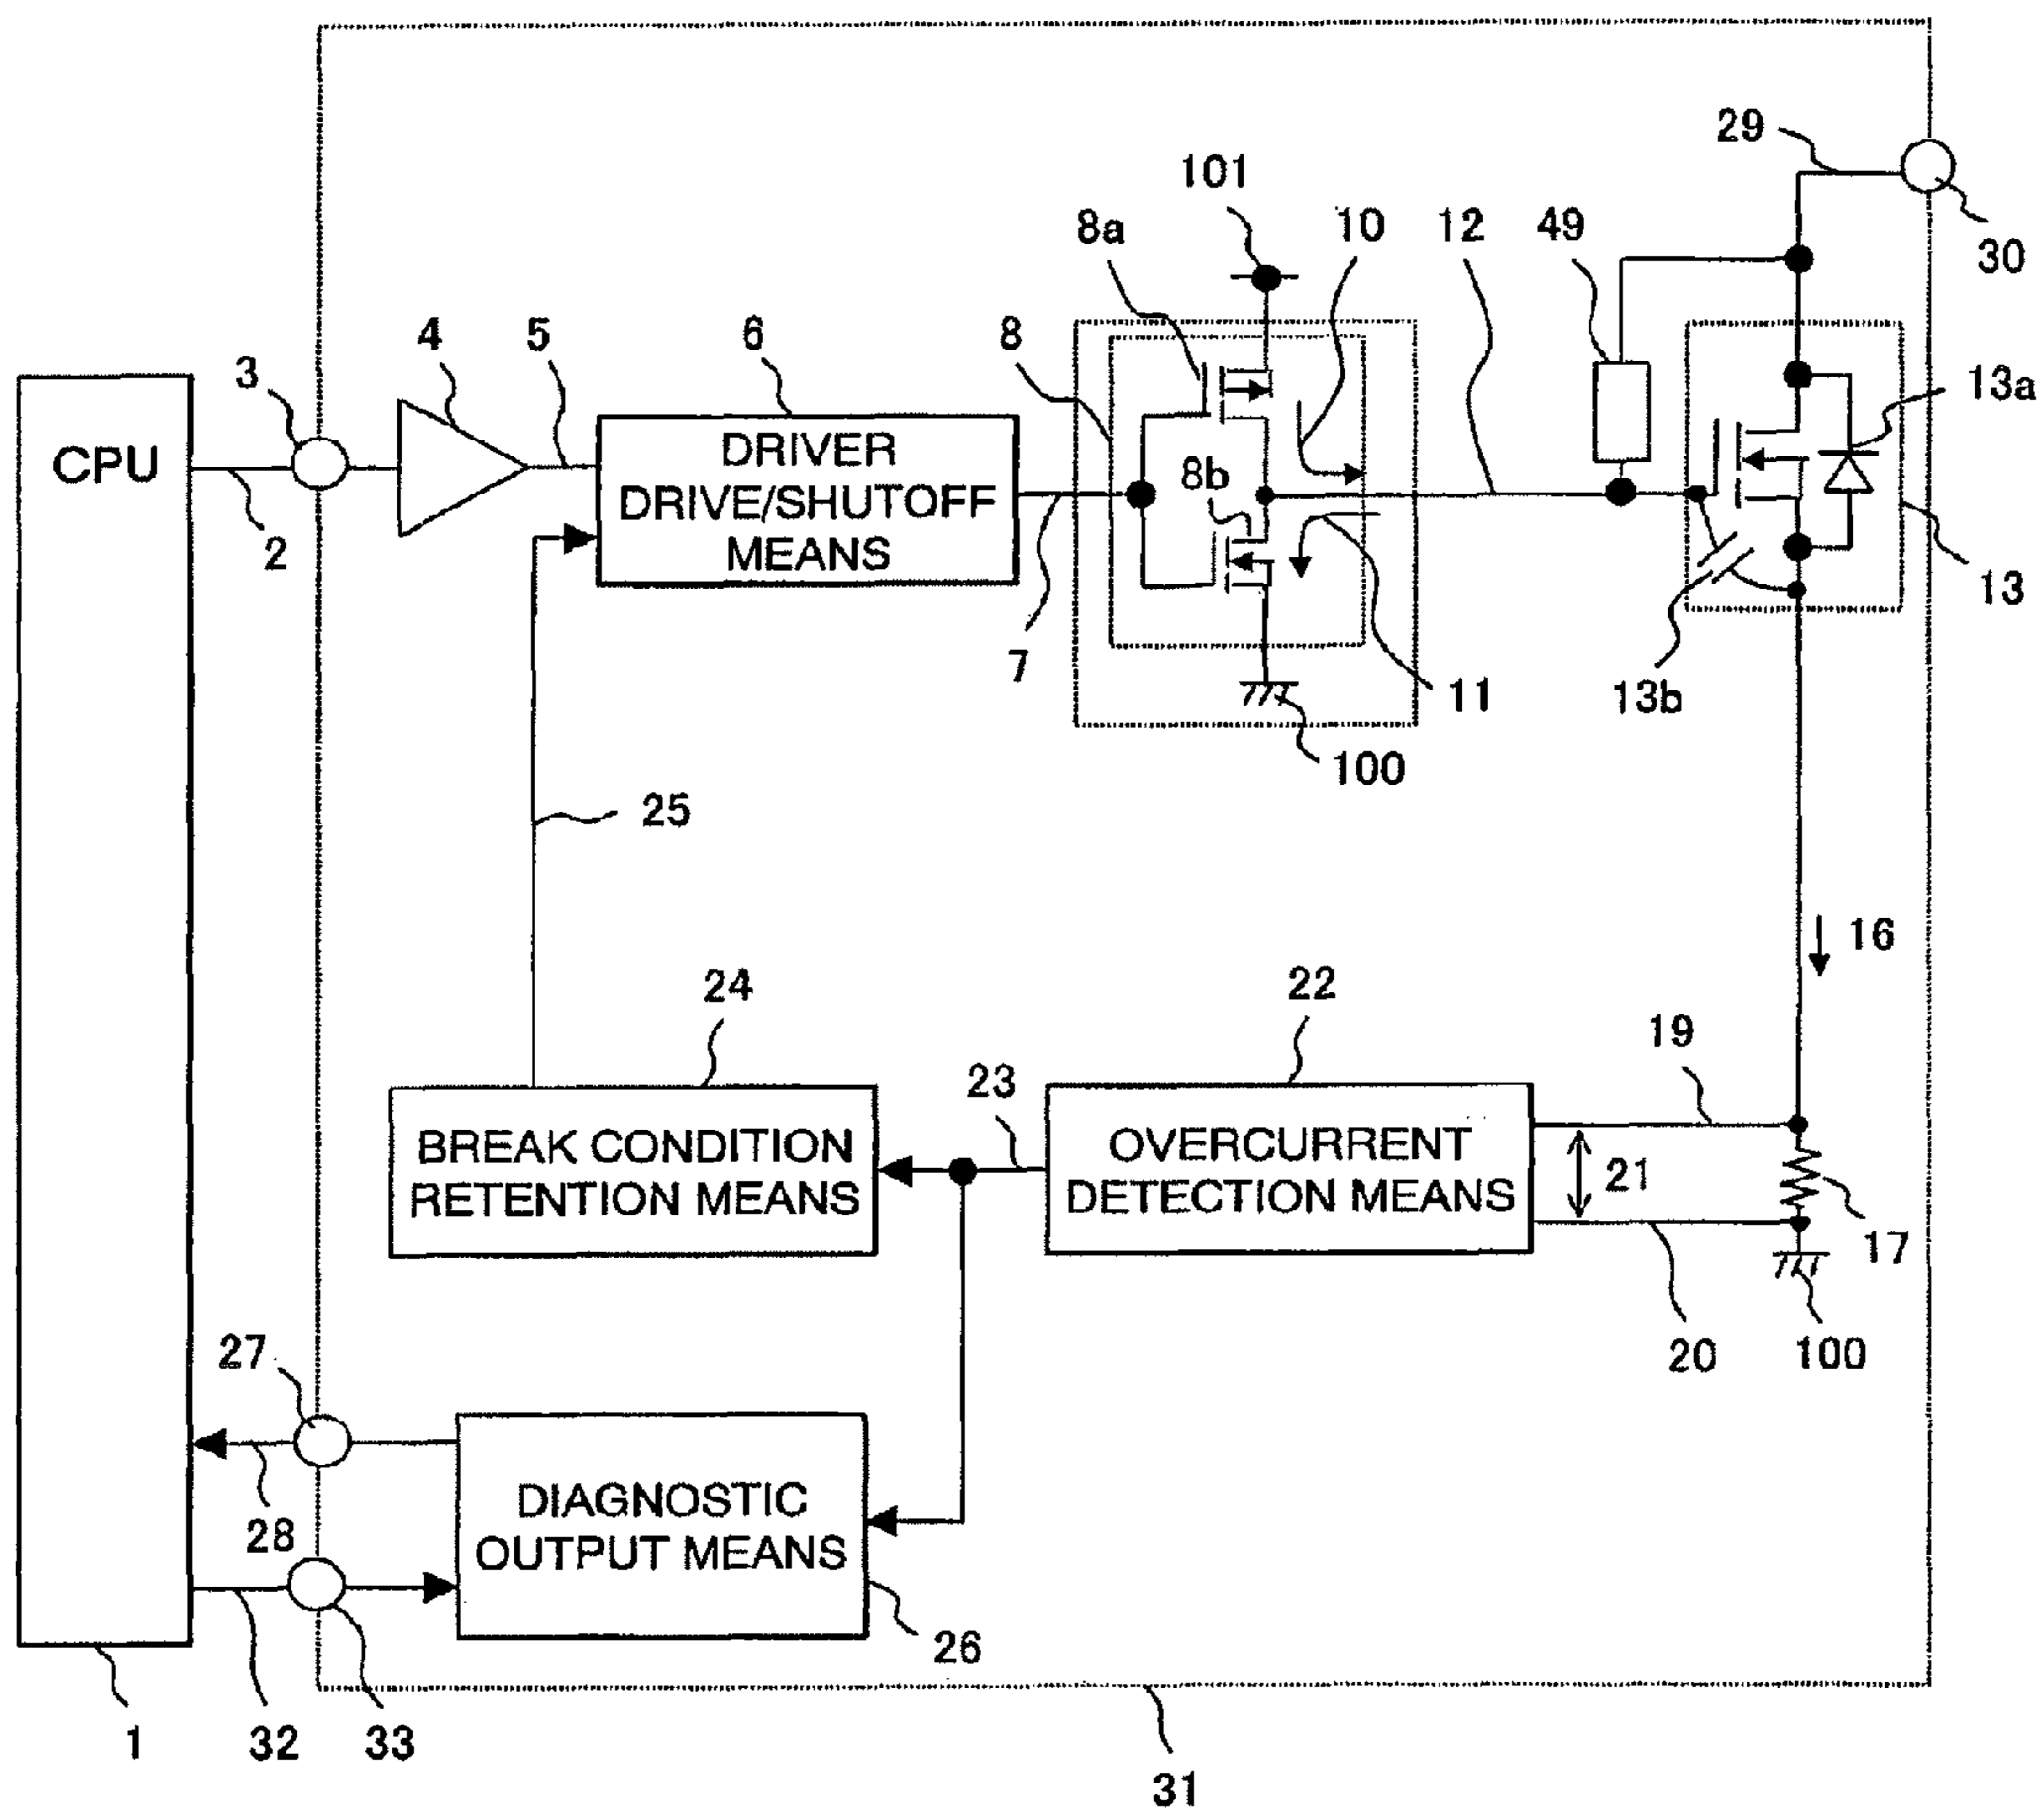 29
101
8a
10
12
49
30
3
4
5
6
8
13a
CPU
DRIVER
DRIVE/SHUTOFF
MEANS
8b
2
7
11
13b
13
100
25
16
24
22
19
23
BREAK CONDITION
RETENTION MEANS
OVERCURRENT
DETECTION MEANS
21
17
20
100
27
28
DIAGNOSTIC
OUTPUT MEANS
26
1
32
33
31